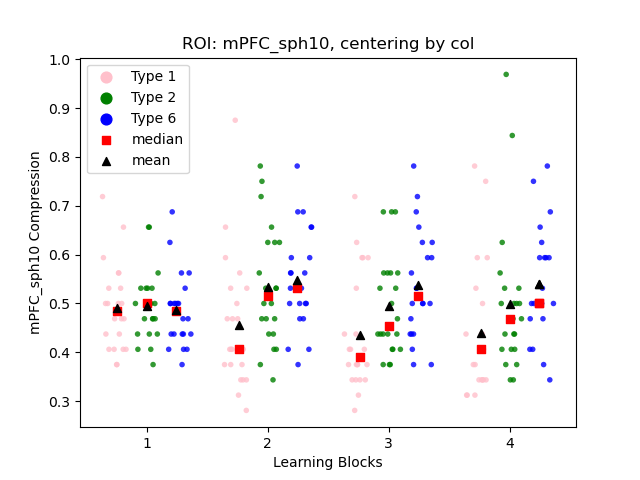 ROI: mPFC_sph10, centering by col
mPFC_sph10 Compression
1.0
0.9
0.8
0.7
0.6
0.5
0.4
0.3
Type 1
Type 2
Type 6
median
mean
1 2 3 4
Learning Blocks